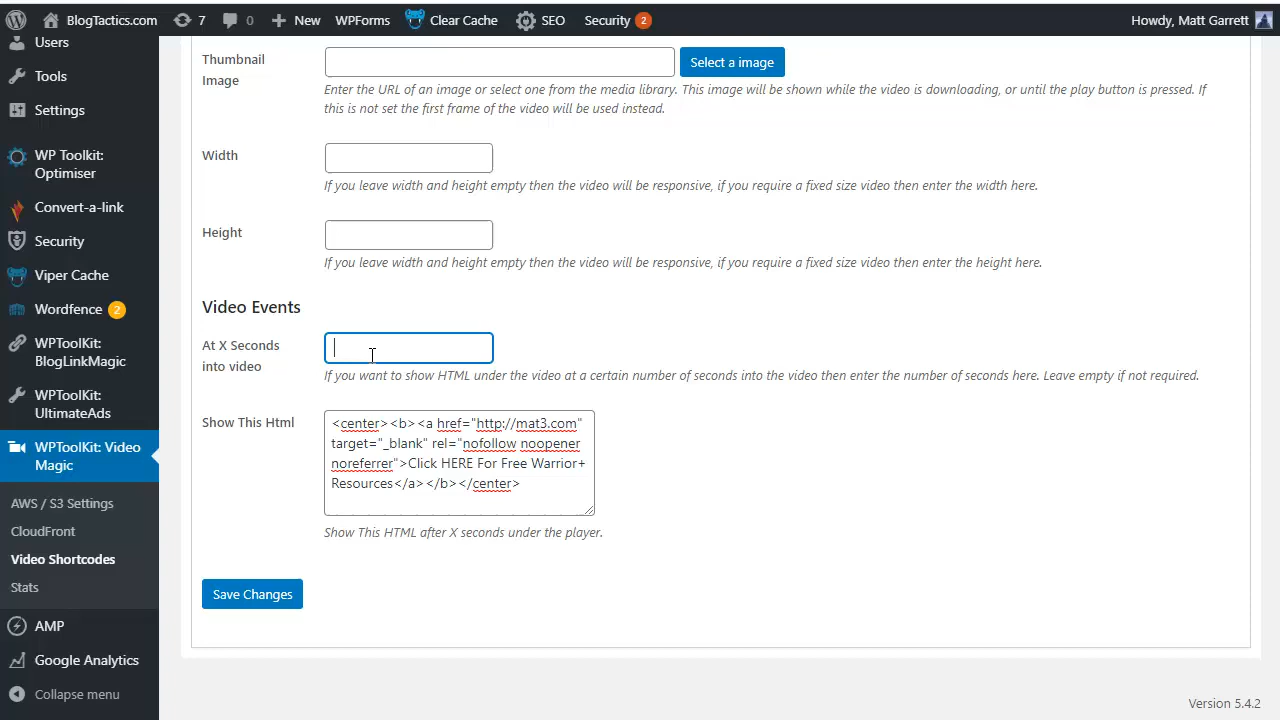 BlogTactics.com 7 0 New WPForms Clear Cache SEO Security 2 Howdy, Matt Garrett
Users
Tools
Settings
WP Toolkit:
Optimiser
Convert-a-link
Security
Viper Cache
Wordfence 2
WPToolKit:
BlogLinkMagic
WPToolKit:
UltimateAds
WPToolKit: Video
Magic
AWS / S3 Settings
CloudFront
Video Shortcodes
Stats
AMP
Google Analytics
Collapse menu
Thumbnail
Image
Select a image
Enter the URL of an image or select one from the media library. This image will be shown while the video is downloading, or until the play button is pressed. If
this is not set the first frame of the video will be used instead.
Width
If you leave width and height empty then the video will be responsive, if you require a fixed size video then enter the width here.
Height
If you leave width and height empty then the video will be responsive, if you require a fixed size video then enter the height here.
Video Events
At X Seconds
into video
If you want to show HTML under the video at a certain number of seconds into the video then enter the number of seconds here. Leave empty if not required.
Show This Html
<center><b><a href="http://mat3.com"
target="_blank" rel="nofollow noopener
noreferrer">Click HERE For Free Warrior+
Resources</a></b></center>
Show This HTML after X seconds under the player.
Save Changes
Version 5.4.2